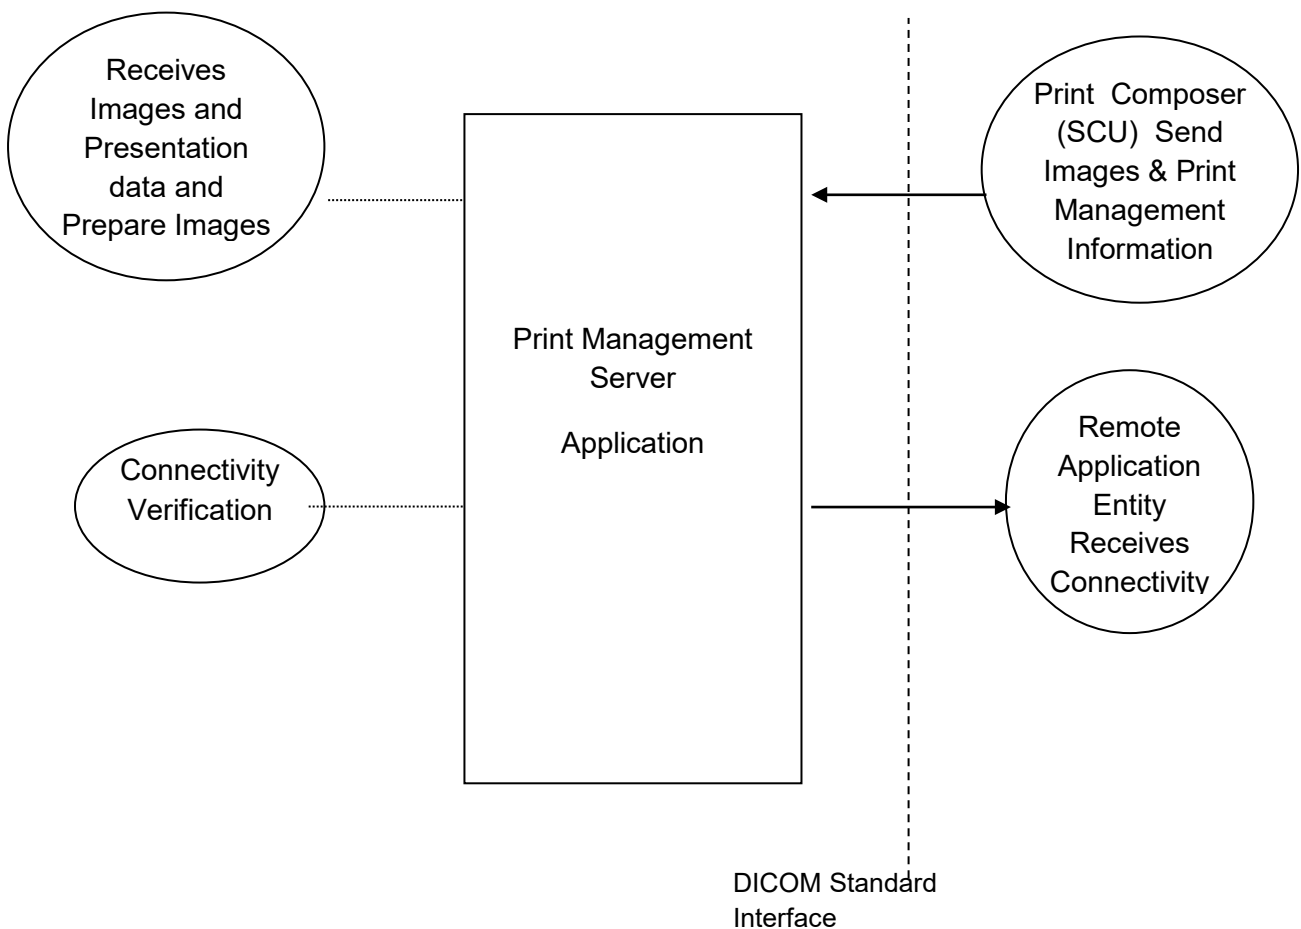 Receives
Images and
Presentation
data and
Prepare Images
Print Composer
(SCU) Send
Images & Print
Management
Information
Print Management
Server
Application
Connectivity
Verification
Remote
Application
Entity
Receives
Connectivity
DICOM Standard
Interface